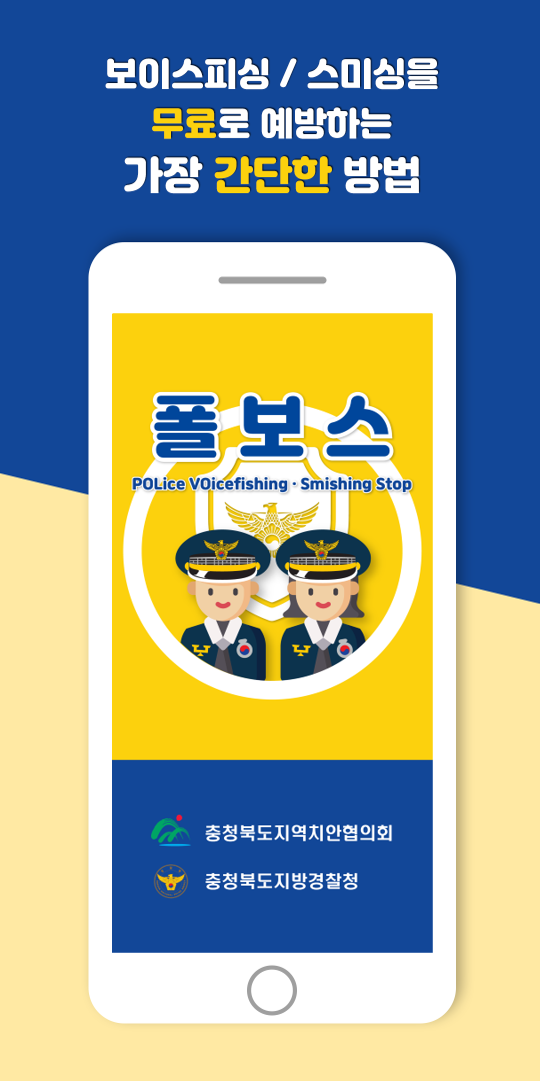 보이스피싱 / 스미싱을
무료로 예방하는
가장 간단한 방법
폴보스
POLice VOicefishing · Smishing Stop
충청북도지역치안협의회
충청북도지방경찰청